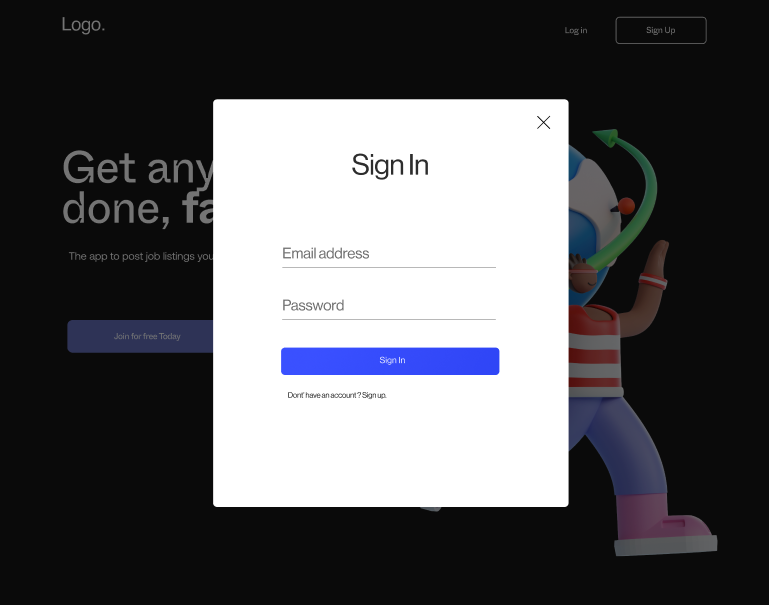 Logo.
Log in
Sign Up
Get any
done, fa
The app to post job listings you
Join for free Today
Sign In
Email address
Password
Sign In
Dont' have an account ? Sign up.